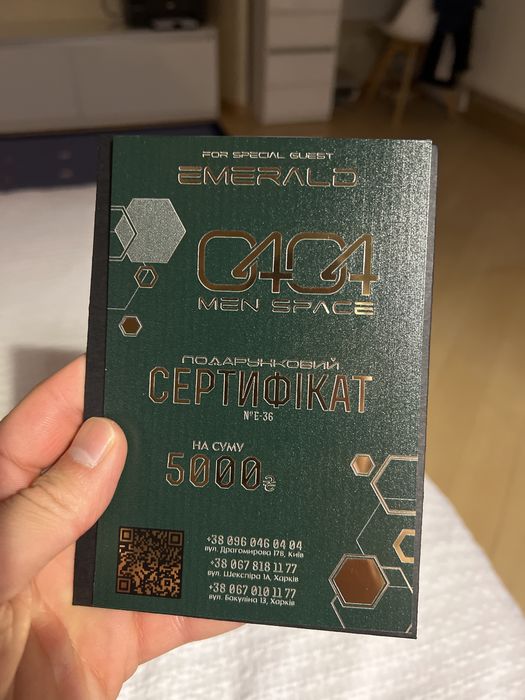 FOR SPECIAL GUEST
EMERALD
0404
MEN SPACE
ПОДАРУНКОВИЙ
СЕРТИФІКАТ
N°E-36
НА СУМУ
5000₴
+38 096 046 04 04
вул. Драгомирова 17В, Київ
+38 067 818 11 77
вул. Шекспіра 1А, Харків
+38 067 010 11 77
вул. Бакуліна 13, Харків